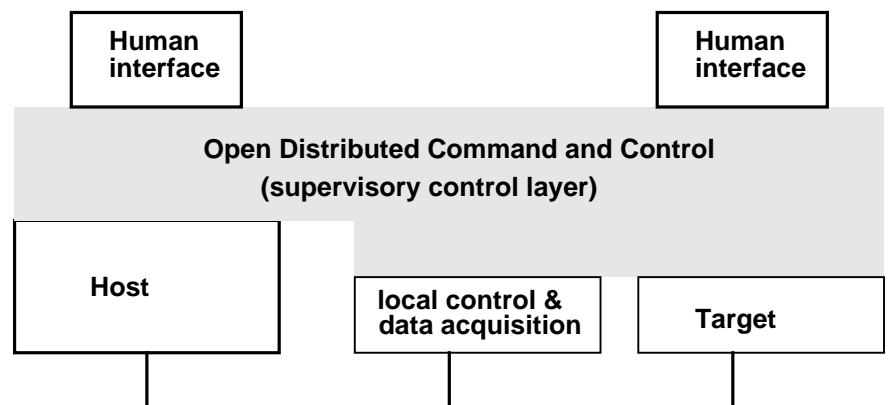 Human
interface
Human
interface
Open Distributed Command and Control
(supervisory control layer)
Host
local control &
data acquisition
Target